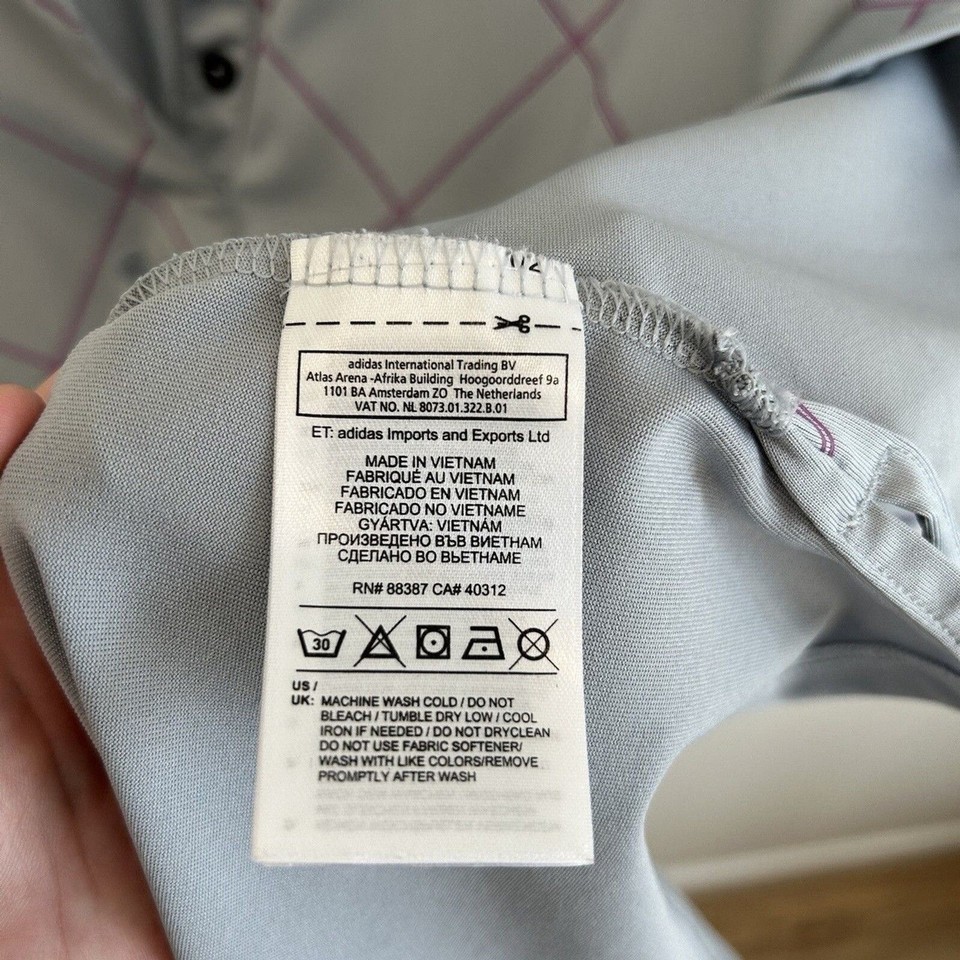 adidas International Trading BV
Atlas Arena -Afrika Building Hoogoorddreef 9a
1101 BA Amsterdam ZO The Netherlands
VAT NO. NL 8073.01.322.B.01
ET: adidas Imports and Exports Ltd
MADE IN VIETNAM
FABRIQUÉ AU VIETNAM
FABRICADO EN VIETNAM
FABRICADO NO VIETNAME
GYÁRTVA: VIETNÁM
ПРОИЗВЕДЕНО ВЪВ ВИЕТНАМ
СДЕЛАНО ВО ВЬЕТНАМЕ
RN# 88387 CA# 40312
30
US /
UK: MACHINE WASH COLD / DO NOT
BLEACH / TUMBLE DRY LOW / COOL
IRON IF NEEDED / DO NOT DRYCLEAN
DO NOT USE FABRIC SOFTENER/
WASH WITH LIKE COLORS/REMOVE
PROMPTLY AFTER WASH